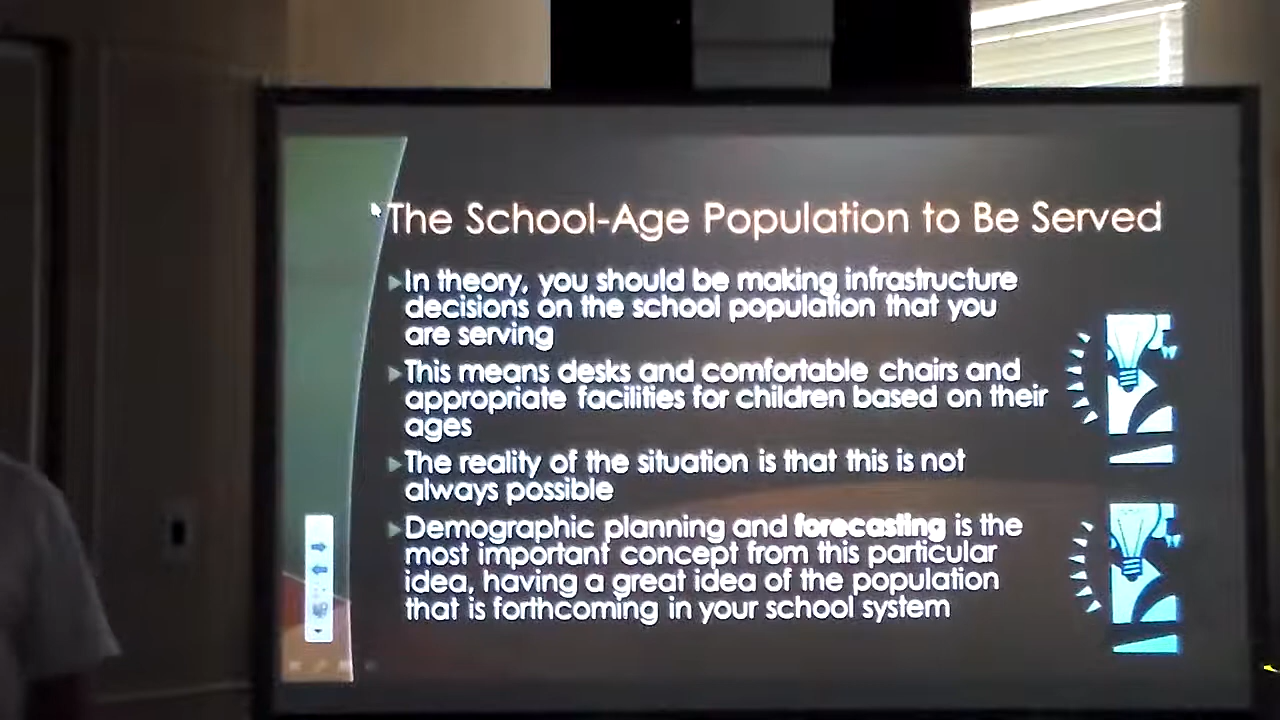 The School-Age Population to Be Served
In theory, you should be making infrastructure
decisions on the school population that you
are serving
This means desks and comfortable chairs and
appropriate facilities for children based on their
ages
The reality of the situation is that this is not
always possible
Demographic planning and forecasting is the
most important concept from this particular
idea, having a great idea of the population
that is forthcoming in your school system